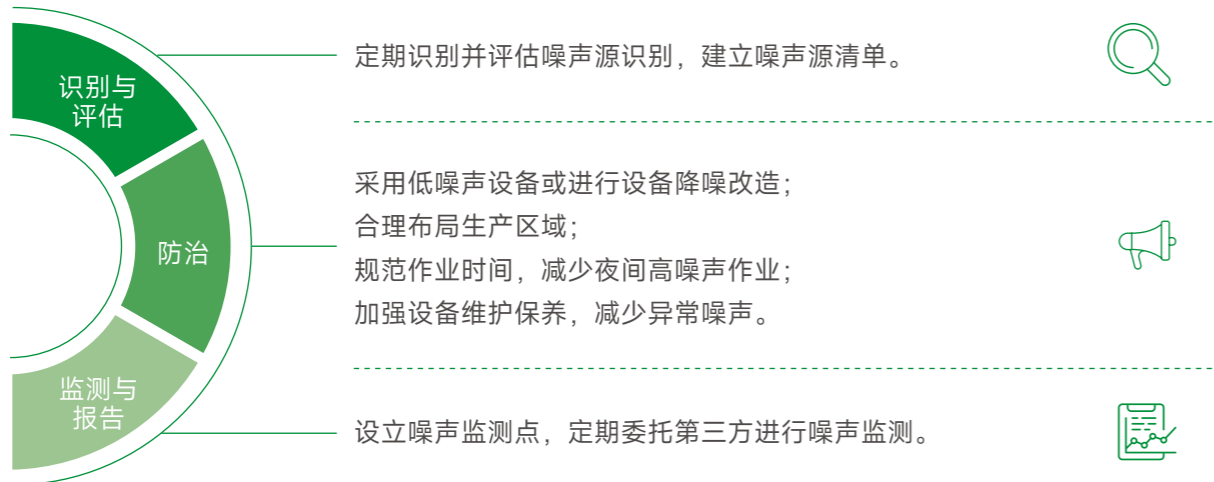 识别与
评估
定期识别并评估噪声源识别，建立噪声源清单。
防治
采用低噪声设备或进行设备降噪改造；
合理布局生产区域；
规范作业时间，减少夜间高噪声作业；
加强设备维护保养，减少异常噪声。
监测与
报告
设立噪声监测点，定期委托第三方进行噪声监测。